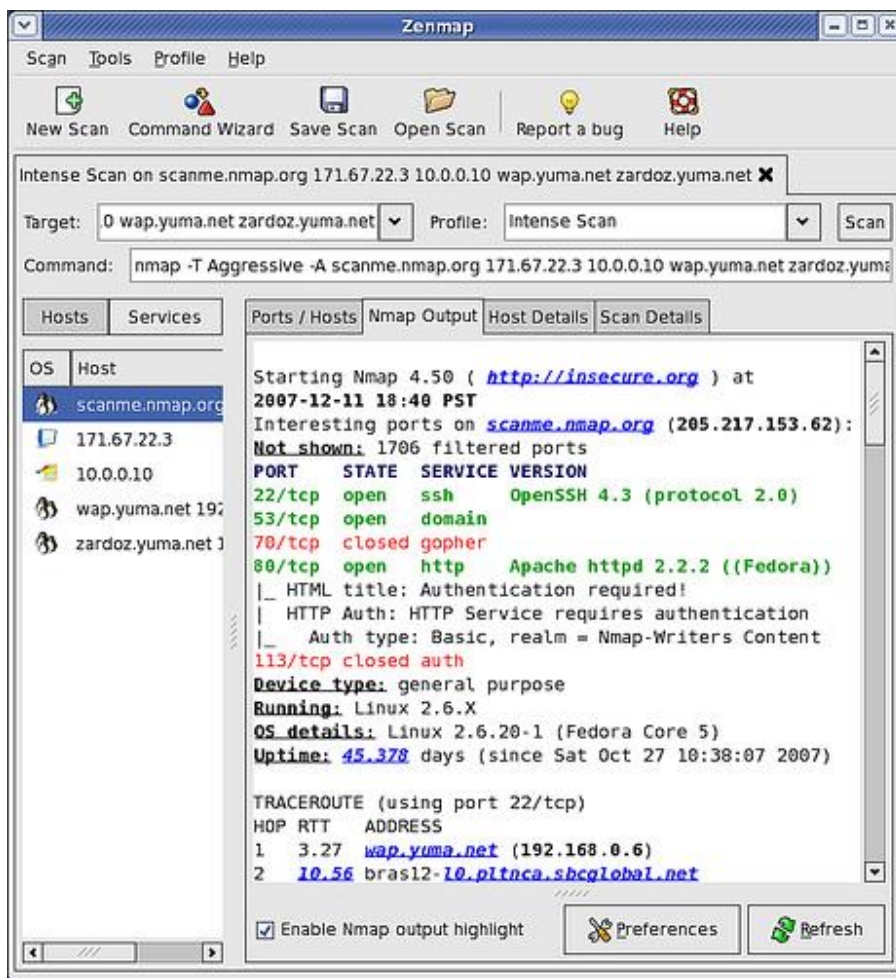 Zenmap
Scan Tools Profile Help
New Scan Command Wizard Save Scan Open Scan Report a bug Help
Intense Scan on scanme.nmap.org 171.67.22.3 10.0.0.10 wap.yuma.net zardoz.yuma.net
Target: .0 wap.yuma.net zardoz.yuma.net Profile: Intense Scan Scan
Command: nmap -T Aggressive -A scanme.nmap.org 171.67.22.3 10.0.0.10 wap.yuma.net zardoz.yuma
Hosts Services
OS Host
scanme.nmap.org
171.67.22.3
10.0.0.10
wap.yuma.net 192
zardoz.yuma.net 1
Ports / Hosts Nmap Output Host Details Scan Details
Starting Nmap 4.50 ( http://insecure.org ) at
2007-12-11 18:40 PST
Interesting ports on scanme.nmap.org (205.217.153.62):
Not shown: 1706 filtered ports
PORT STATE SERVICE VERSION
22/tcp open ssh OpenSSH 4.3 (protocol 2.0)
53/tcp open domain
70/tcp closed gopher
80/tcp open http Apache httpd 2.2.2 ((Fedora))
|_ HTML title: Authentication required!
| HTTP Auth: HTTP Service requires authentication
|_ Auth type: Basic, realm = Nmap-Writers Content
113/tcp closed auth
Device type: general purpose
Running: Linux 2.6.X
OS details: Linux 2.6.20-1 (Fedora Core 5)
Uptime: 45.378 days (since Sat Oct 27 10:38:07 2007)
TRACEROUTE (using port 22/tcp)
HOP RTT ADDRESS
1 3.27 wap.yuma.net (192.168.0.6)
2 10.56 bras12-l0.pltnca.sbcglobal.net
Enable Nmap output highlight Preferences Refresh